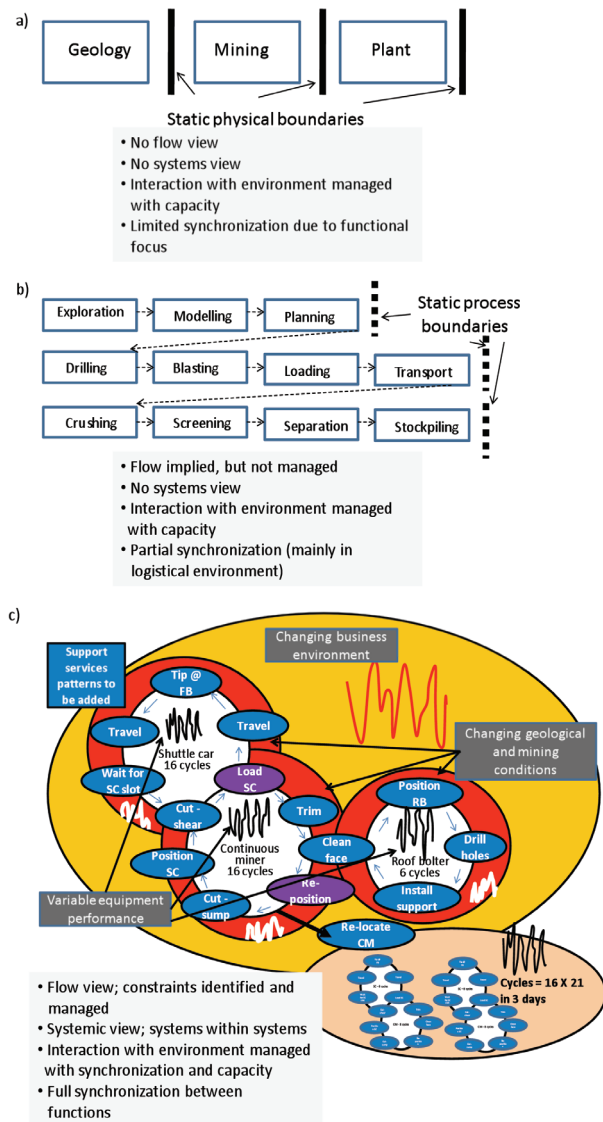 a)
Geology
Mining
Plant
Static physical boundaries
• No flow view
• No systems view
• Interaction with environment managed
with capacity
• Limited synchronization due to functional
focus
b)
Exploration
Modelling
Planning
Static process
boundaries
Drilling
Blasting
Loading
Transport
Crushing
Screening
Separation
Stockpiling
• Flow implied, but not managed
• No systems view
• Interaction with environment managed
with capacity
• Partial synchronization (mainly in
logistical environment)
c)
Support
services
patterns to
be added
Changing business
environment
Tip @
FB
Travel
Travel
Shuttle car
16 cycles
Wait for
SC slot
Load
SC
Cut -
shear
Changing geological
and mining
conditions
Position
RB
Trim
Continuous
miner
16 cycles
Clean
face
Drill
holes
Roof bolter
6 cycles
Position
SC
Install
support
Variable equipment
performance
Cut -
sump
Re-
position
Re-locate
CM
Cycles = 16 X 21
in 3 days
• Flow view; constraints identified and
managed
• Systemic view; systems within systems
• Interaction with environment managed
with synchronization and capacity
• Full synchronization between
functions